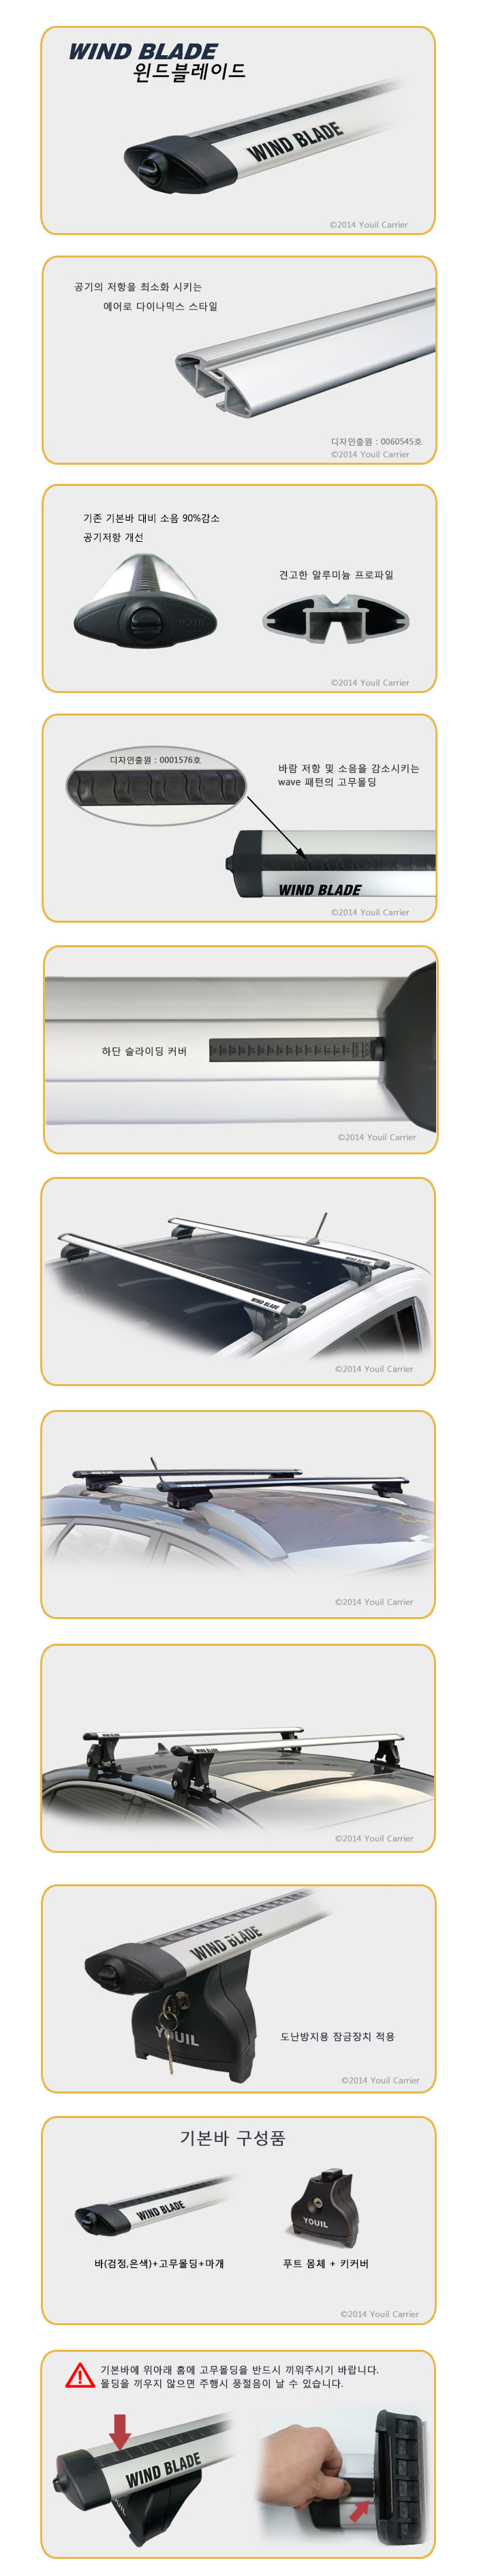 WIND BLADE
윈드블레이드
WIND BLADE
©2014 Youil Carrier
공기의 저항을 최소화 시키는
에어로 다이나믹스 스타일
디자인출원 : 0060545호
©2014 Youil Carrier
기존 기본바 대비 소음 90%감소
공기저항 개선
견고한 알루미늄 프로파일
©2014 Youil Carrier
디자인출원 : 0001576호
바람 저항 및 소음을 감소시키는
wave 패턴의 고무몰딩
WIND BLADE
©2014 Youil Carrier
하단 슬라이딩 커버
©2014 Youil Carrier
WIND BLADE
WIND BLADE
©2014 Youil Carrier
©2014 Youil Carrier
WIND BLADE
©2014 Youil Carrier
WIND BLADE
YOUIL
도난방지용 잠금장치 적용
©2014 Youil Carrier
기본바 구성품
WIND BLADE
YOUIL
바(검정,은색)+고무몰딩+마개
푸트 몸체 + 키커버
©2014 Youil Carrier
기본바에 위아래 홈에 고무몰딩을 반드시 끼워주시기 바랍니다.
몰딩을 끼우지 않으면 주행시 풍절음이 날 수 있습니다.
WIND BLADE